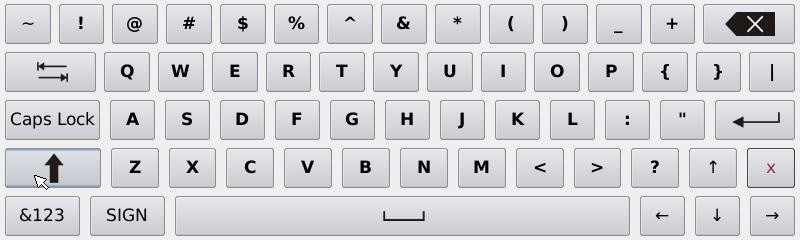 ~ ! @ # $ % ^ & * ( ) _ +
Q W E R T Y U I O P { } |
Caps Lock A S D F G H J K L : "
Z X C V B N M < > ? ↑ x
&123 SIGN ← ↓ →